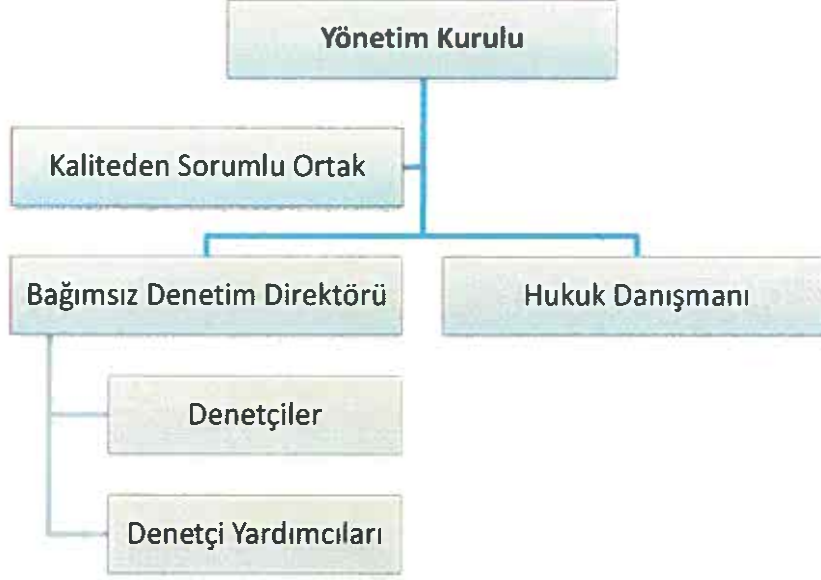 Yönetim Kurulu
Kaliteden Sorumlu Ortak
Bağımsız Denetim Direktörü
Hukuk Danışmanı
Denetçiler
Denetçi Yardımcıları